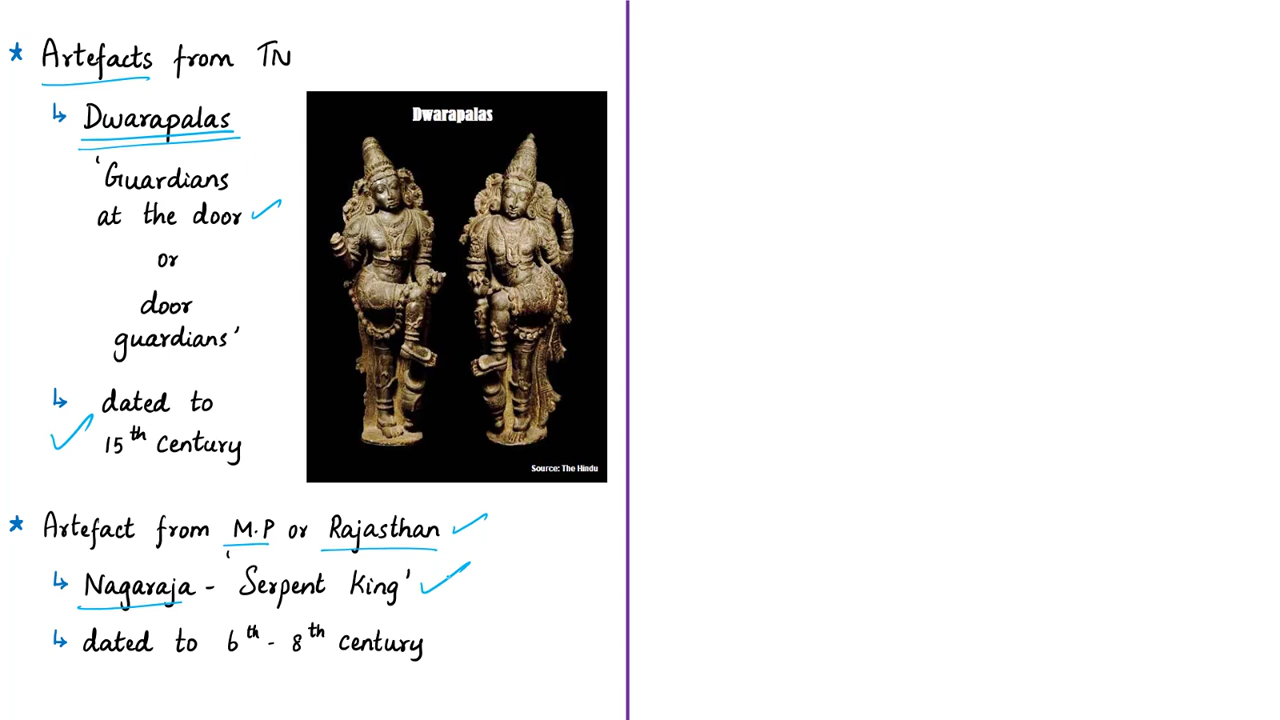 * Artefacts from TN
↳ Dwarapalas
'Guardians
at the door
or
door
guardians'
↳ dated to
15th Century
Dwarapalas
Source: The Hindu
* Artefact from M.P or Rajasthan
↳ Nagaraja - 'Serpent King'
↳ dated to 6th - 8th century